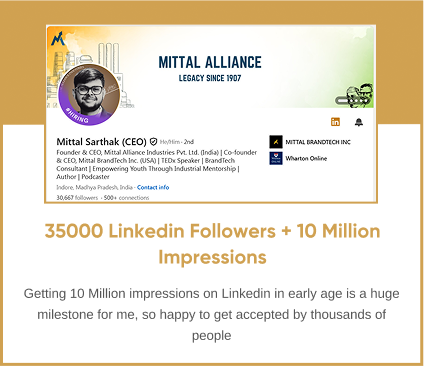 MITTAL ALLIANCE
LEGACY SINCE 1907
#HIRING
Mittal Sarthak (CEO) He/Him · 2nd
Founder & CEO, Mittal Alliance Industries Pvt. Ltd. (India) | Co-founder
& CEO, Mittal BrandTech Inc. (USA) | TEDx Speaker | BrandTech
Consultant | Empowering Youth Through Industrial Mentorship |
Author | Podcaster
Indore, Madhya Pradesh, India · Contact info
30,667 followers · 500+ connections
MITTAL BRANDTECH INC
Wharton Online
35000 Linkedin Followers + 10 Million
Impressions
Getting 10 Million impressions on Linkedin in early age is a huge
milestone for me, so happy to get accepted by thousands of
people